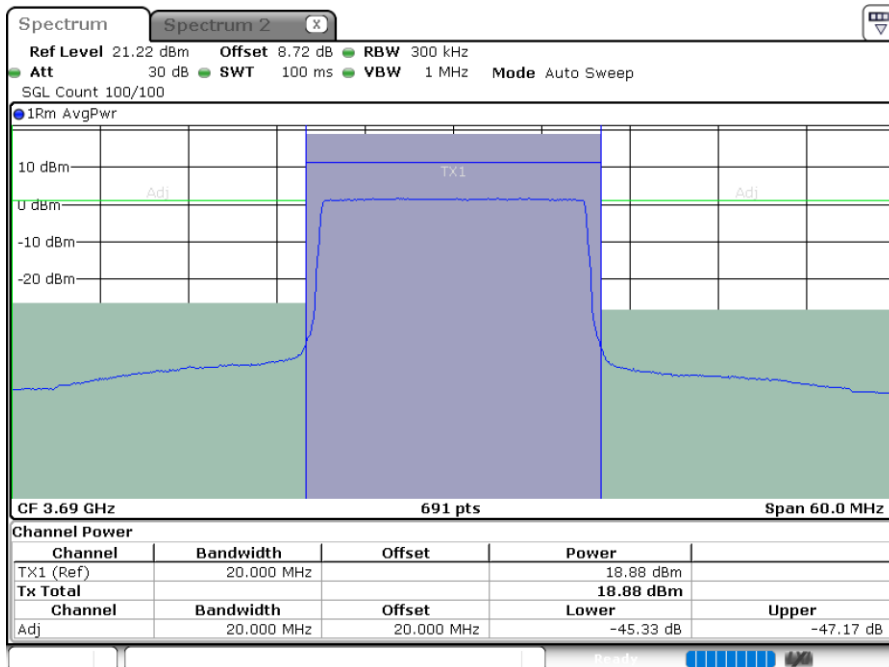 Spectrum Spectrum 2 X
Ref Level 21.22 dBm Offset 8.72 dB RBW 300 kHz
Att 30 dB SWT 100 ms VBW 1 MHz Mode Auto Sweep
SGL Count 100/100
1Rm AvgPwr
10 dBm
TX1
Adj Adj
0 dBm
-10 dBm
-20 dBm
CF 3.69 GHz 691 pts Span 60.0 MHz
Channel Power
Channel Bandwidth Offset Power
TX1 (Ref) 20.000 MHz 18.88 dBm
Tx Total 18.88 dBm
Channel Bandwidth Offset Lower Upper
Adj 20.000 MHz 20.000 MHz -45.33 dB -47.17 dB
Ready